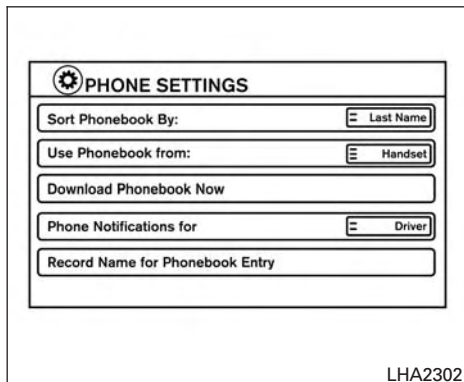 PHONE SETTINGS
Sort Phonebook By: Last Name
Use Phonebook from: Handset
Download Phonebook Now
Phone Notifications for Driver
Record Name for Phonebook Entry
LHA2302